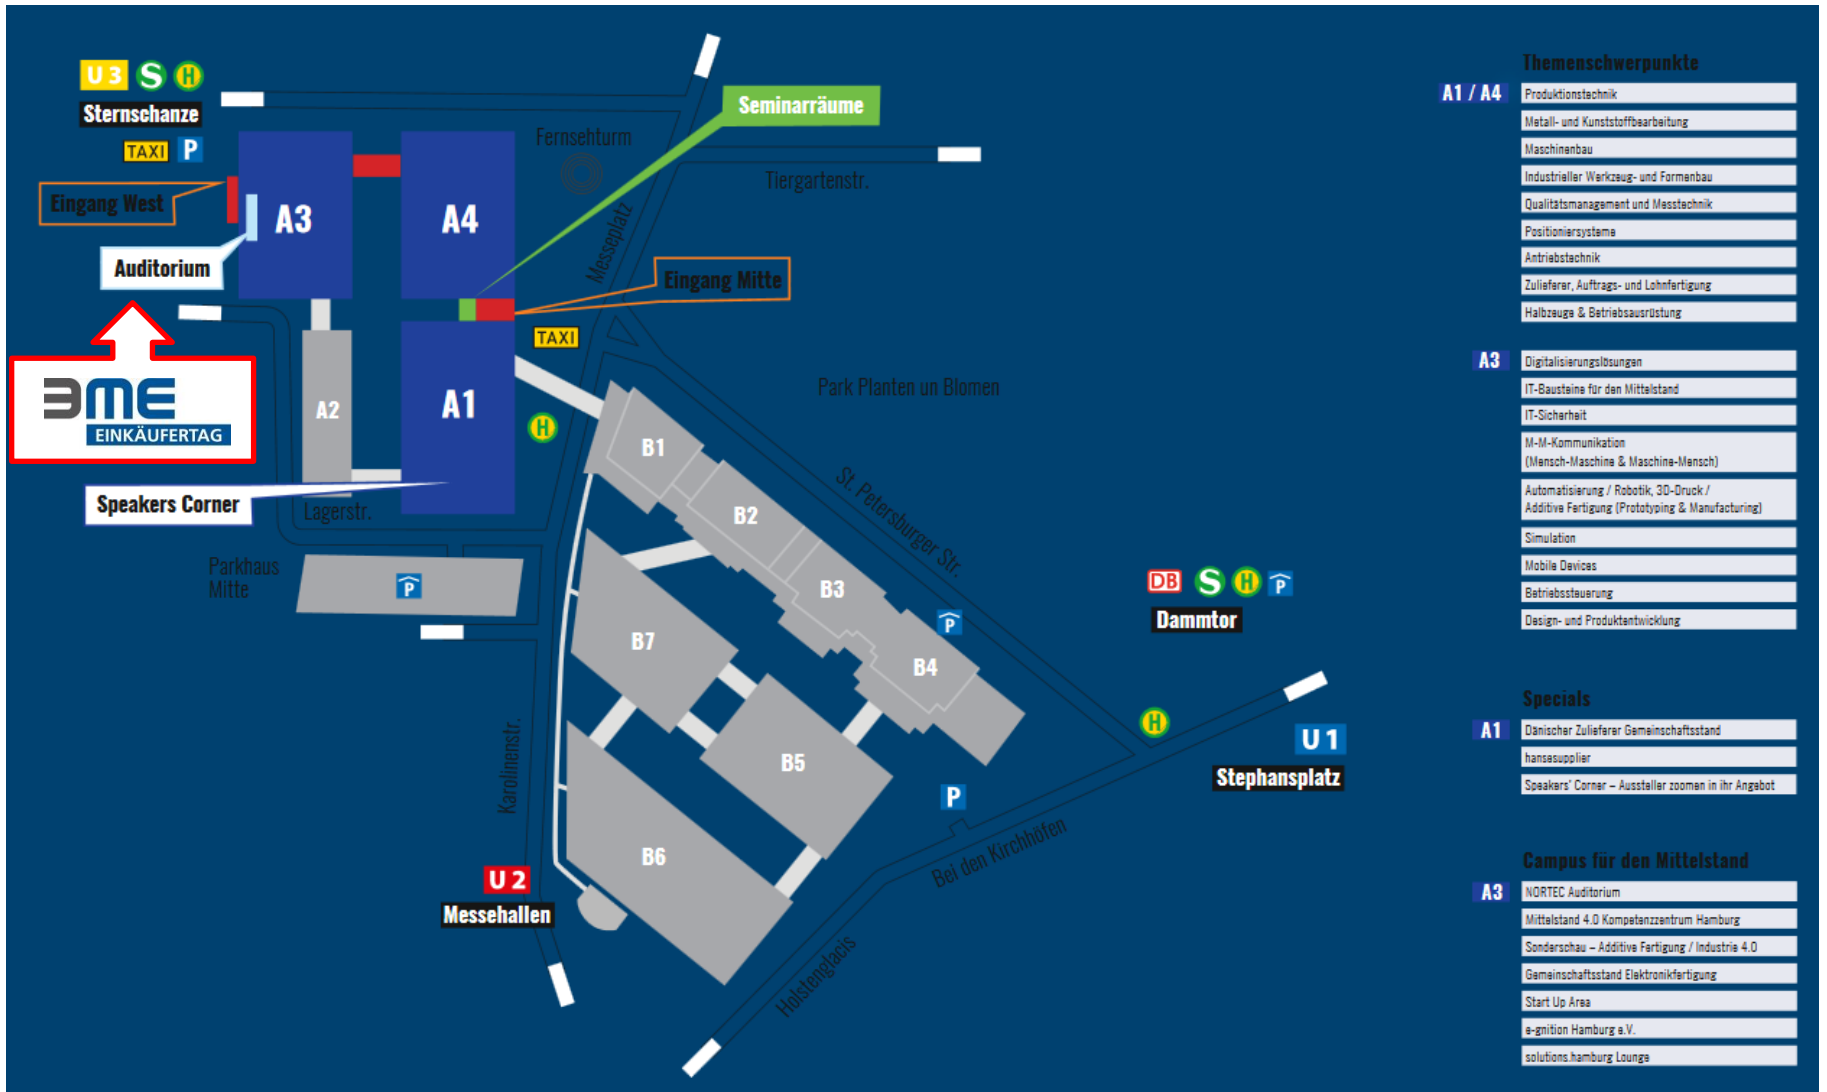 U 3 S H
Sternschanze
TAXI P
Eingang West
Auditorium
BME
EINKÄUFERTAG
Speakers Corner
A3
A4
A2
A1
Seminarräume
Fernsehturm
Tiergartenstr.
Messeplatz
Eingang Mitte
TAXI
H
Park Planten un Blomen
St. Petersburger Str.
Lagerstr.
Parkhaus
Mitte
P
B1
B2
B3
B4
B7
B5
B6
P
DB S H P
Dammtor
H
U 1
Stephansplatz
P
Karolinenstr.
U 2
Messehallen
Bei den Kirchhöfen
Holstenglacis
Themenschwerpunkte
A1 / A4
Produktionstechnik
Metall- und Kunststoffbearbeitung
Maschinenbau
Industrieller Werkzeug- und Formenbau
Qualitätsmanagement und Messtechnik
Positioniersysteme
Antriebstechnik
Zulieferer, Auftrags- und Lohnfertigung
Halbzeuge & Betriebsausrüstung
A3
Digitalisierungslösungen
IT-Bausteine für den Mittelstand
IT-Sicherheit
M-M-Kommunikation
(Mensch-Maschine & Maschine-Mensch)
Automatisierung / Robotik, 3D-Druck /
Additive Fertigung (Prototyping & Manufacturing)
Simulation
Mobile Devices
Betriebssteuerung
Design- und Produktentwicklung
Specials
A1
Dänischer Zulieferer Gemeinschaftsstand
hansesupplier
Speakers' Corner – Aussteller zoomen in ihr Angebot
Campus für den Mittelstand
A3
NORTEC Auditorium
Mittelstand 4.0 Kompetenzzentrum Hamburg
Sonderschau – Additive Fertigung / Industrie 4.0
Gemeinschaftsstand Elektronikfertigung
Start Up Area
e-gnition Hamburg e.V.
solutions.hamburg Lounge